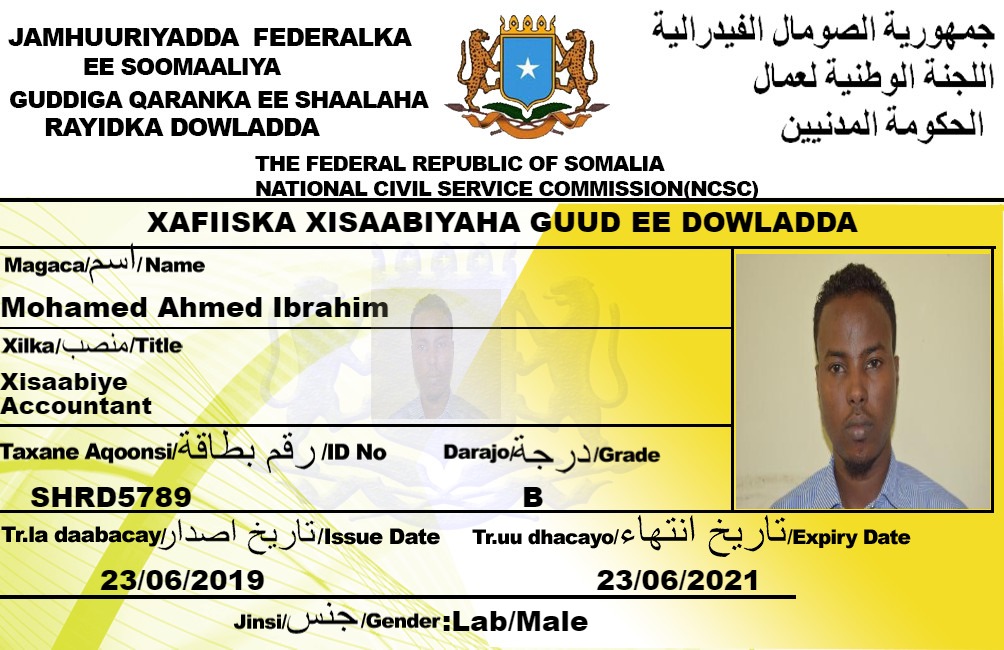 JAMHUURIYADDA FEDERALKA
EE SOOMAALIYA
GUDDIGA QARANKA EE SHAALAHA
RAYIDKA DOWLADDA
جمهورية الصومال الفيدرالية
اللجنة الوطنية لعمال
الحكومة المدنيين
THE FEDERAL REPUBLIC OF SOMALIA
NATIONAL CIVIL SERVICE COMMISSION(NCSC)
XAFIISKA XISAABIYAHA GUUD EE DOWLADDA
Magaca/اسم/Name
Mohamed Ahmed Ibrahim
Xilka/منصب/Title
Xisaabiye
Accountant
Taxane Aqoonsi/رقم بطاقة/ID No
SHRD5789
Darajo/درجة/Grade
B
Tr.la daabacay/تاريخ اصدار/Issue Date
23/06/2019
Tr.uu dhacayo/تاريخ انتهاء/Expiry Date
23/06/2021
Jinsi/جنس/Gender:Lab/Male